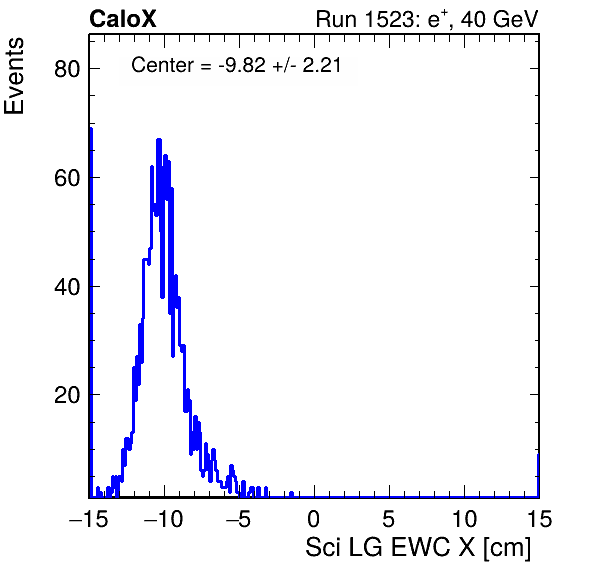 CaloX Run 1523: e⁺, 40 GeV
Events
Center = -9.82 +/- 2.21
80
60
40
20
−15 −10 −5 0 5 10 15
Sci LG EWC X [cm]